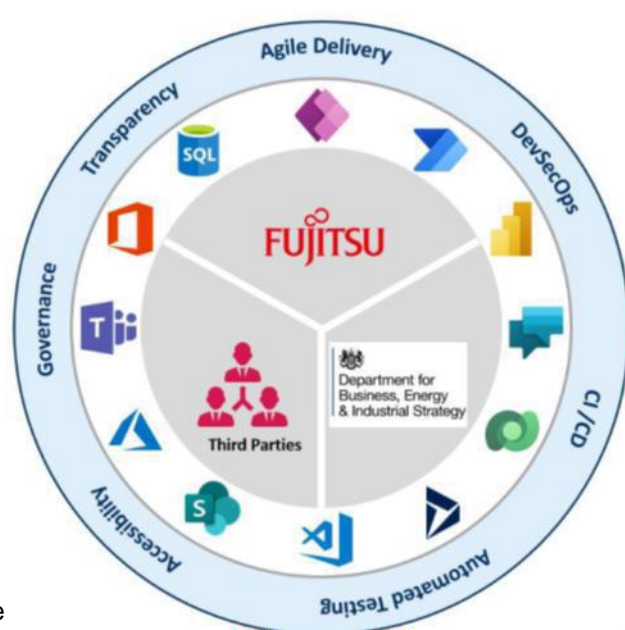 Agile Delivery
DevSecOps
CI/CD
Automated Testing
Accessibility
Governance
Transparency
SQL
T
S
FUJITSU
Third Parties
Department for
Business, Energy
& Industrial Strategy
e